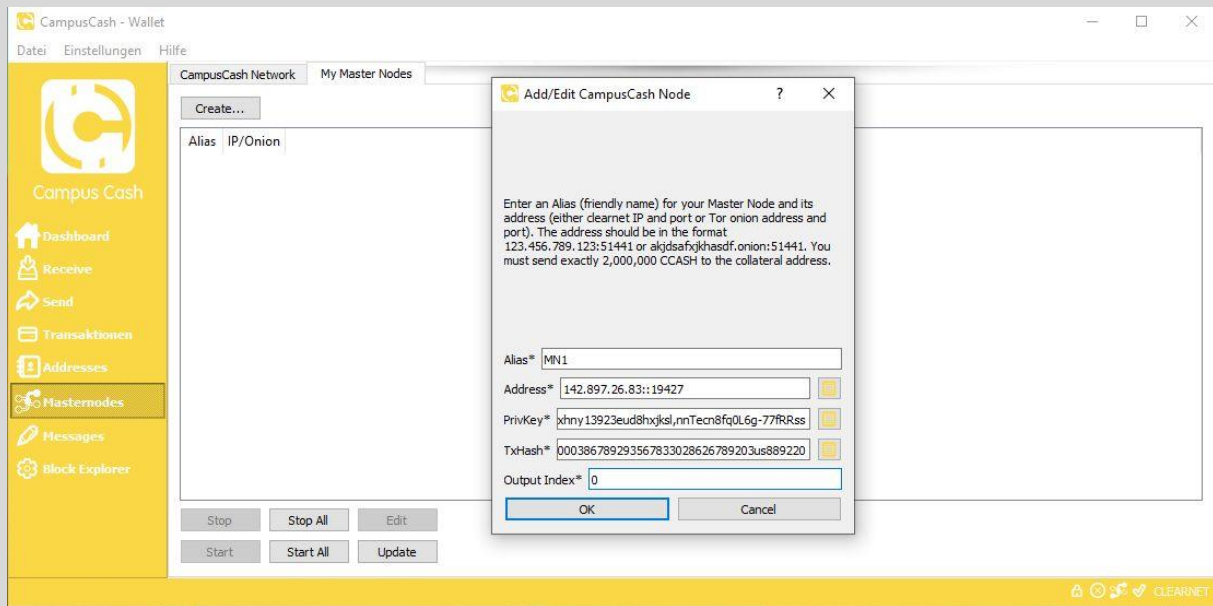 CampusCash - Wallet
Datei Einstellungen Hilfe
CampusCash Network My Master Nodes
Create...
Alias IP/Onion
Campus Cash
Dashboard
Receive
Send
Transaktionen
Addresses
Masternodes
Messages
Block Explorer
Stop Stop All Edit
Start Start All Update
Add/Edit CampusCash Node ?
Enter an Alias (friendly name) for your Master Node and its
address (either clearnet IP and port or Tor onion address and
port). The address should be in the format
123.456.789.123:51441 or akjdsafxjkhasdf.onion:51441. You
must send exactly 2,000,000 CCASH to the collateral address.
Alias* MN1
Address* 142.897.26.83::19427
PrivKey* xhny13923eud8hxjksl,nnTecn8fq0L6g-77fRRss
TxHash* 00038678929356783302862678 9203us889220
Output Index* 0
OK Cancel
CLEARNET